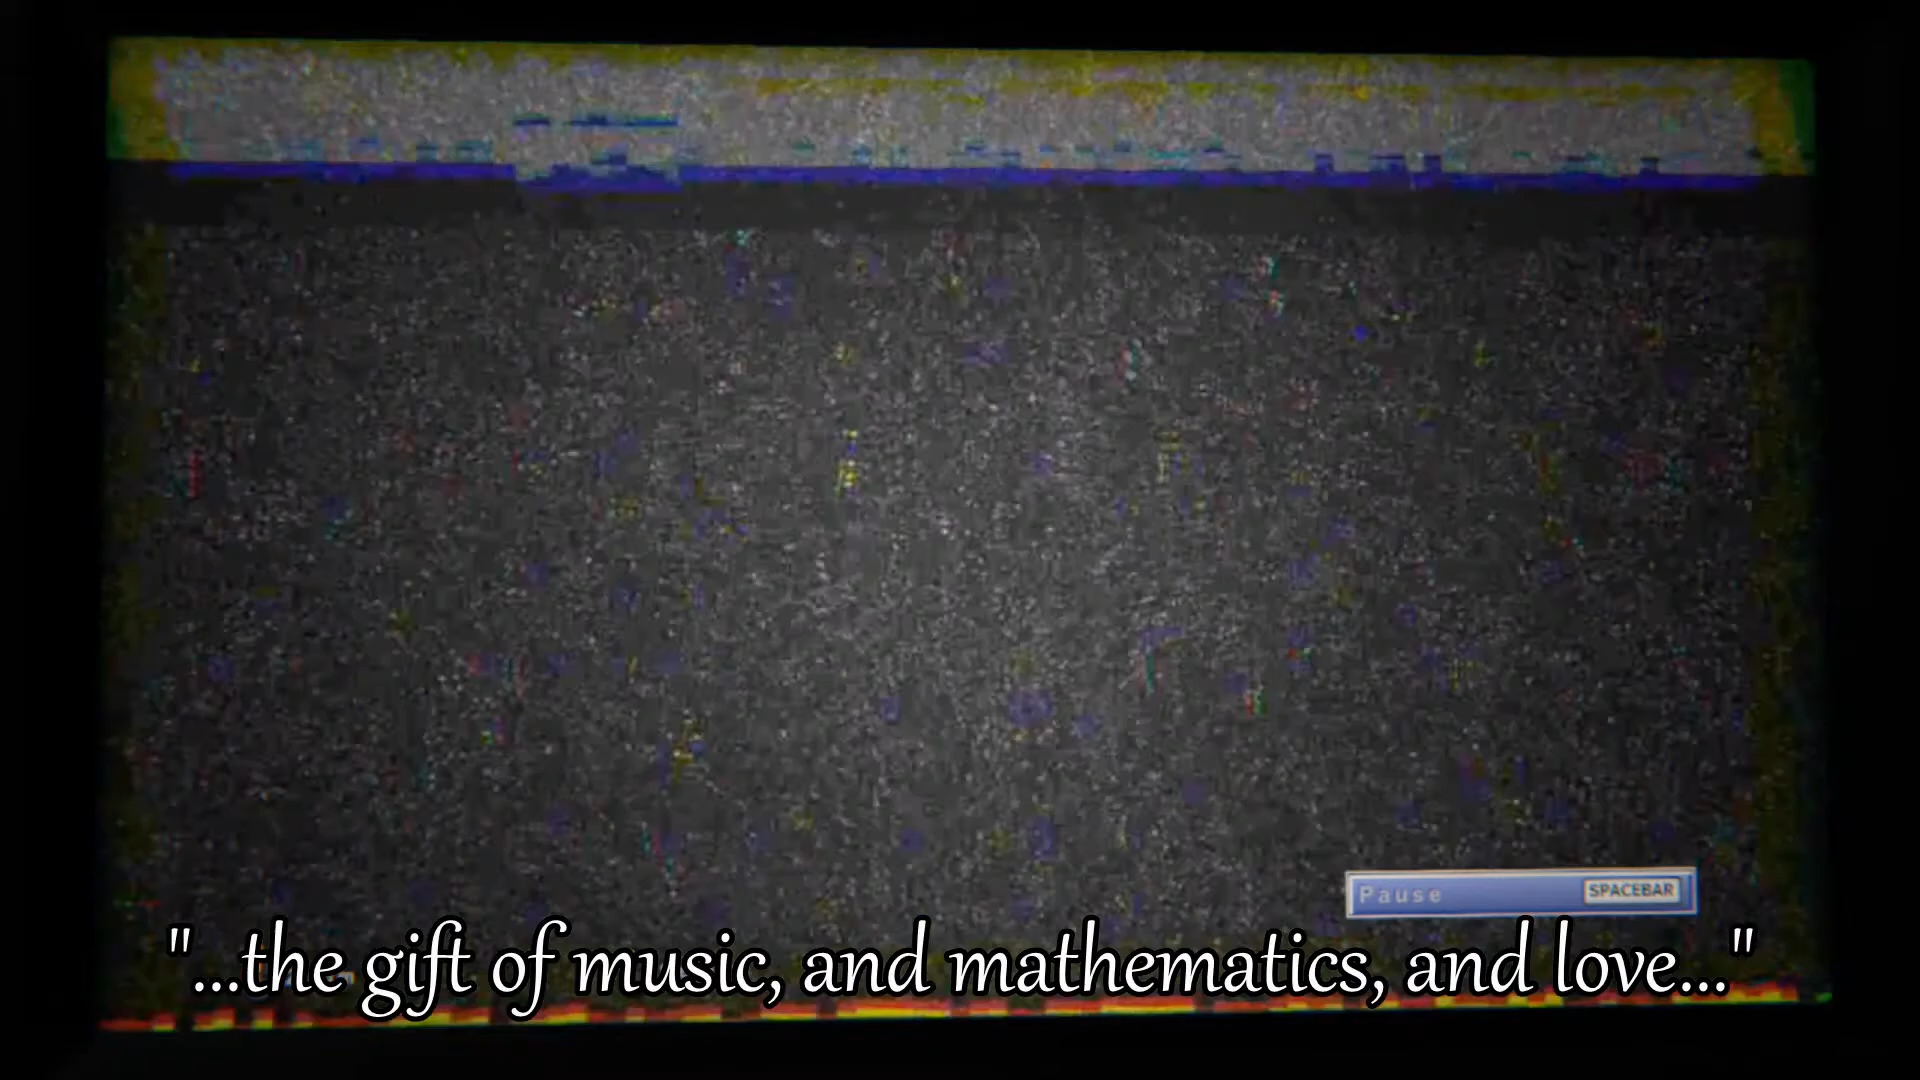 Pause SPACEBAR
"...the gift of music, and mathematics, and love..."